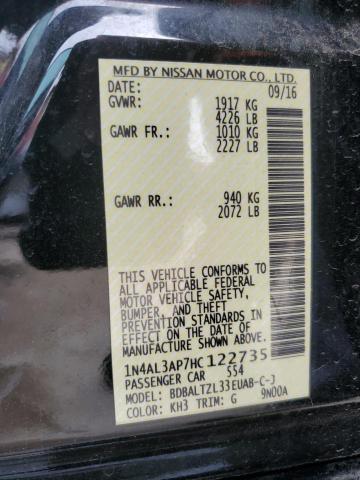 MFD BY NISSAN MOTOR CO., LTD.
DATE: 09/16
GVWR: 1917 KG
4226 LB
GAWR FR.: 1010 KG
2227 LB
GAWR RR.: 940 KG
2072 LB
THIS VEHICLE CONFORMS
TO ALL APPLICABLE FEDERAL
MOTOR VEHICLE SAFETY,
BUMPER, AND THEFT
PREVENTION STANDARDS IN
EFFECT ON THE DATE OF
MANUFACTURE SHOWN ABOVE.
1N4AL3AP7HC122735
PASSENGER CAR 554
MODEL: BDBALTZL33EUAB-C-J
COLOR: KH3 TRIM: G 9N00A